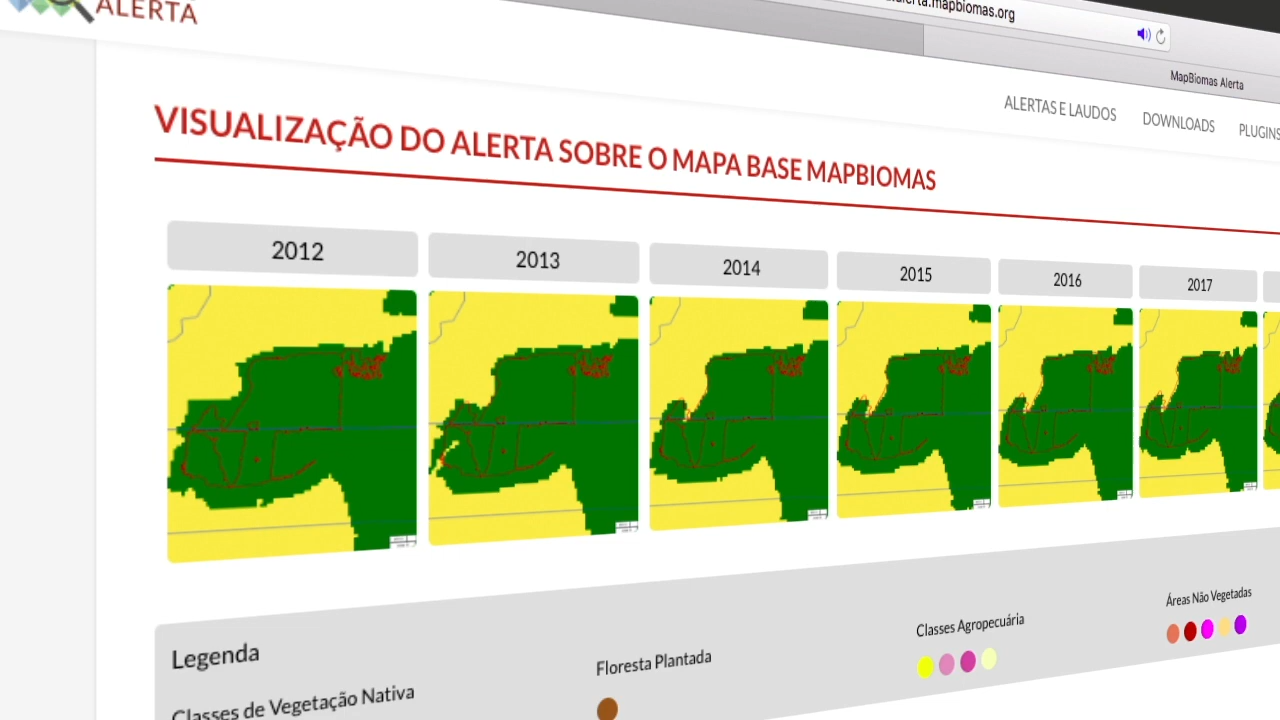 ALERTA
alerta.mapbiomas.org
MapBiomas Alerta
ALERTAS E LAUDOS
DOWNLOADS
PLUGINS
VISUALIZAÇÃO DO ALERTA SOBRE O MAPA BASE MAPBIOMAS
2012
2013
2014
2015
2016
2017
Legenda
Classes de Vegetação Nativa
Floresta Plantada
Classes Agropecuária
Áreas Não Vegetadas